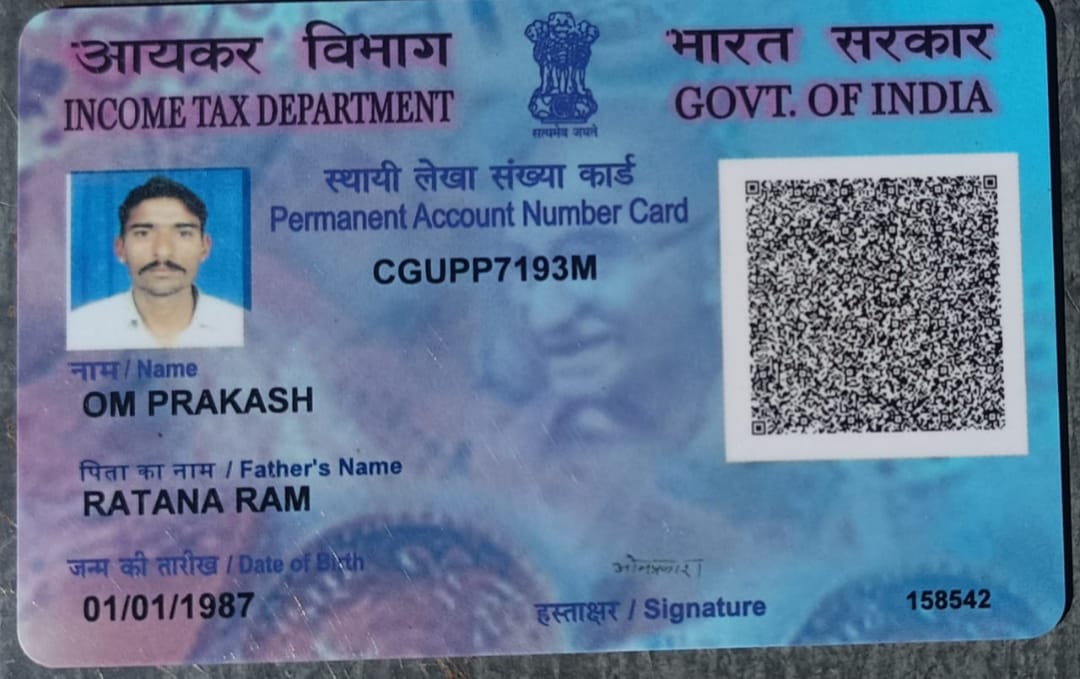 आयकर विभाग
INCOME TAX DEPARTMENT
सत्यमेव जयते
भारत सरकार
GOVT. OF INDIA
स्थायी लेखा संख्या कार्ड
Permanent Account Number Card
CGUPP7193M
नाम / Name
OM PRAKASH
पिता का नाम / Father's Name
RATANA RAM
जन्म की तारीख / Date of Birth
01/01/1987
ओमप्रकाश
हस्ताक्षर / Signature
158542